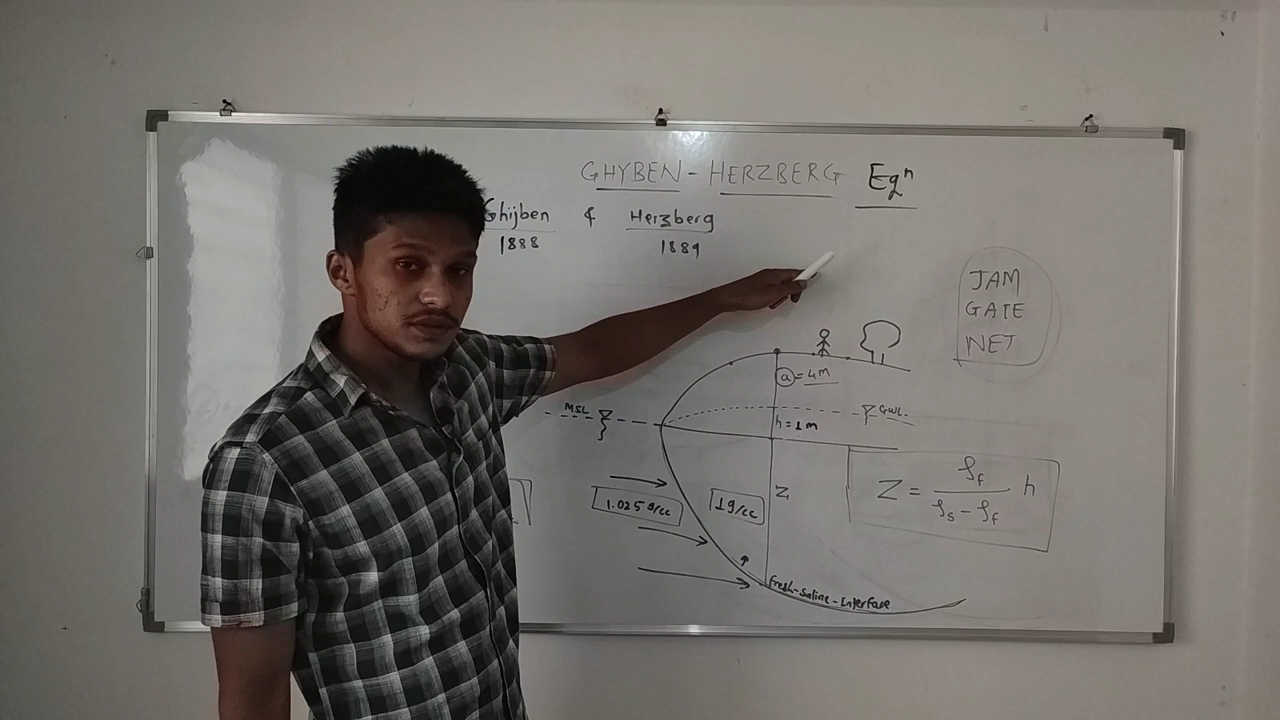 GHYBEN-HERZBERG Eqⁿ
Ghijben & Herzberg
1888 1889
JAM
GATE
NET
a = 4m
MSL
GWL
h = 1m
1.025 g/cc
1g/cc
Z
Z = ρf / (ρs - ρf) h
Fresh-Saline-Interface